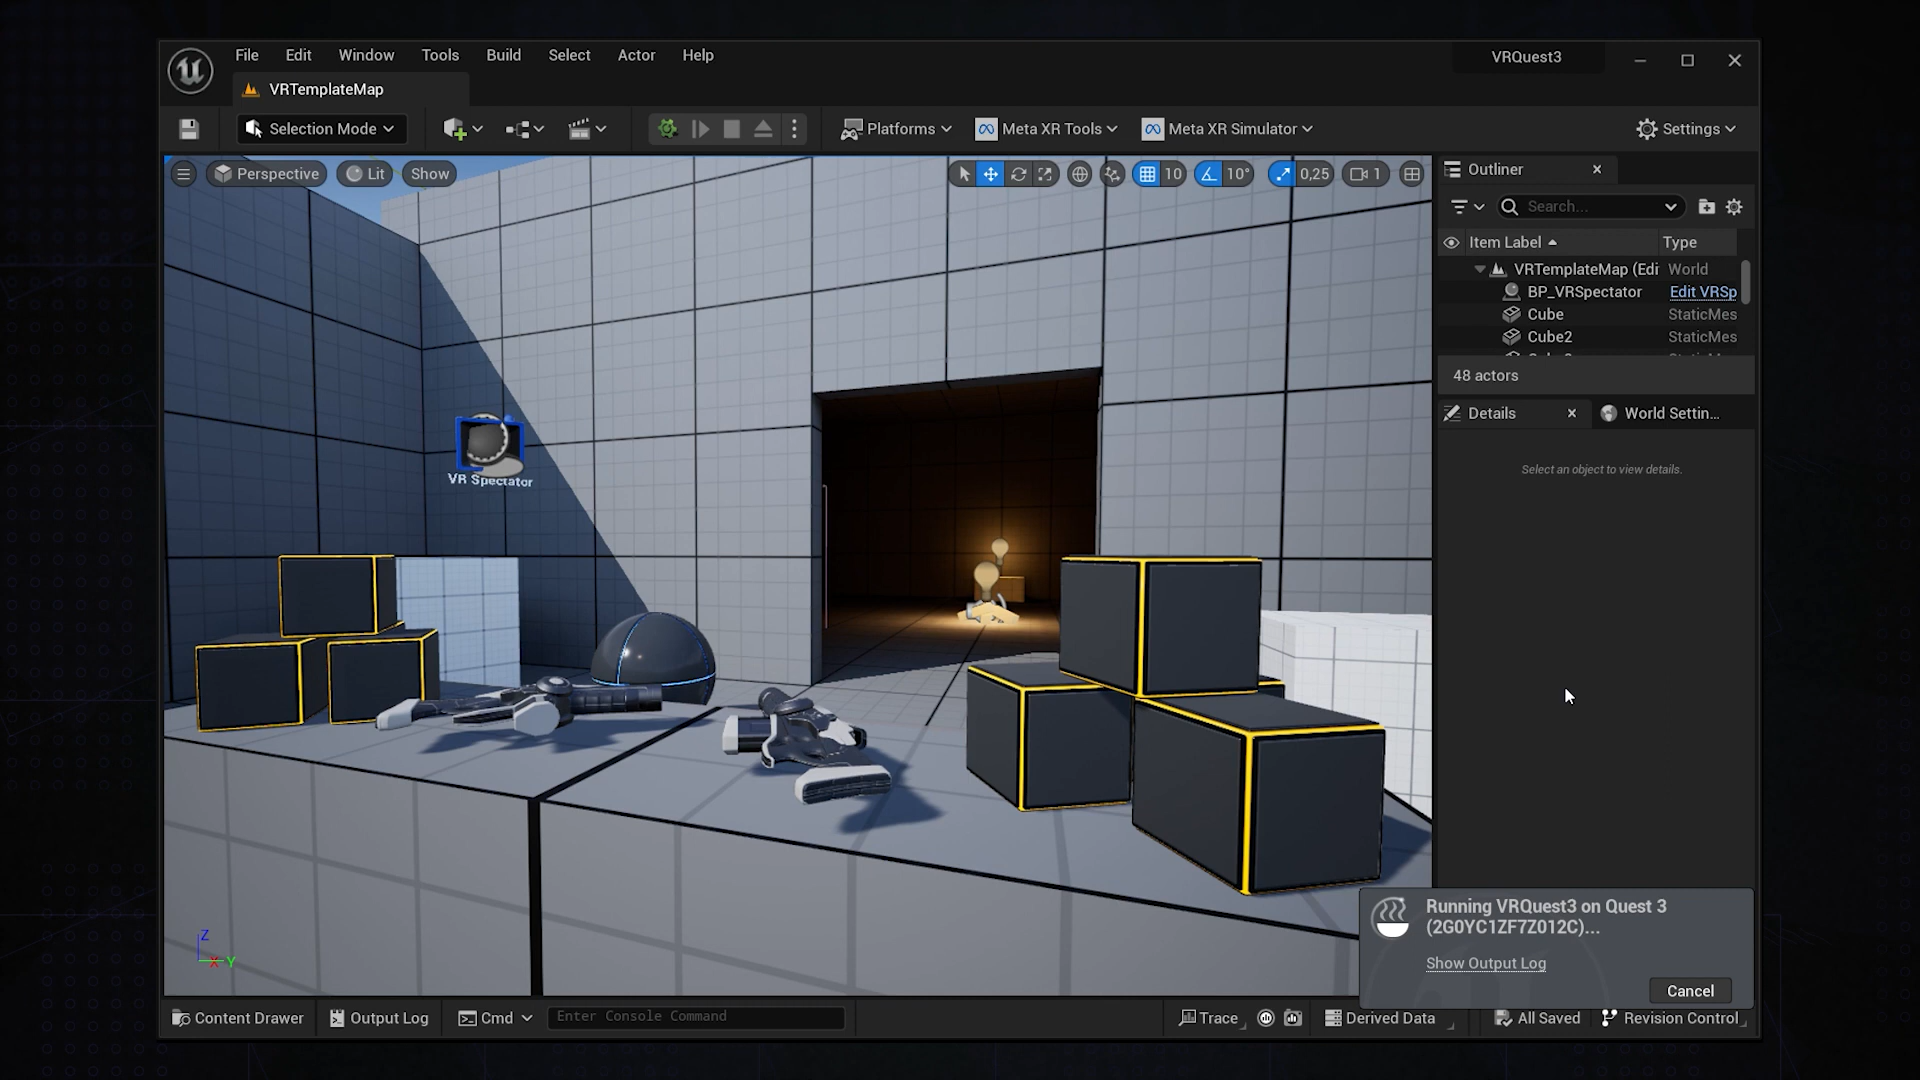 File Edit Window Tools Build Select Actor Help
VRQuest3
VRTemplateMap
Selection Mode
Platforms
Meta XR Tools
Meta XR Simulator
Settings
Perspective
Lit
Show
10
10°
0,25
1
Outliner
Search...
Item Label Type
VRTemplateMap (Edi World
BP_VRSpectator Edit VRSp
Cube StaticMes
Cube2 StaticMes
48 actors
Details
World Settin...
Select an object to view details.
VR Spectator
Z
X Y
Running VRQuest3 on Quest 3
(2G0YC1ZF7Z012C)...
Show Output Log
Cancel
Content Drawer
Output Log
Cmd
Enter Console Command
Trace
Derived Data
All Saved
Revision Control